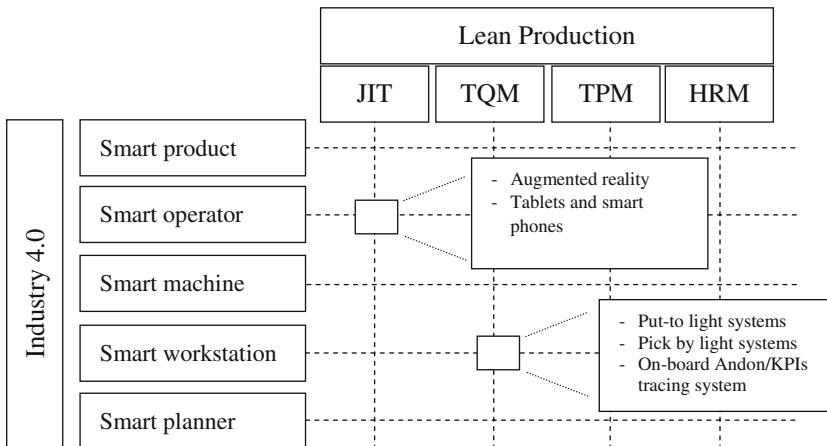 Lean Production
JIT TQM TPM HRM
Industry 4.0
Smart product
Smart operator
Smart machine
Smart workstation
Smart planner
- Augmented reality
- Tablets and smart
phones
- Put-to light systems
- Pick by light systems
- On-board Andon/KPIs
tracing system